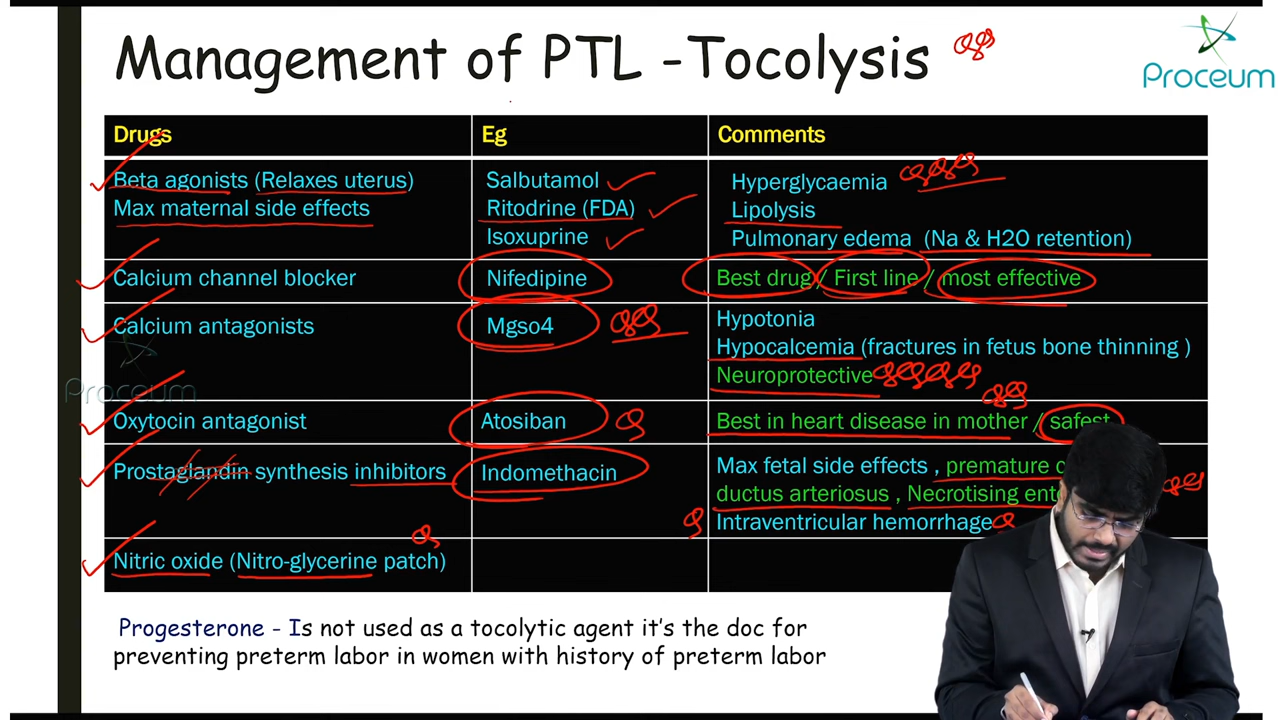 Management of PTL -Tocolysis
Proceum
Drugs
Eg
Comments
Beta agonists (Relaxes uterus)
Max maternal side effects
Salbutamol
Ritodrine (FDA)
Isoxuprine
Hyperglycaemia
Lipolysis
Pulmonary edema (Na & H2O retention)
Calcium channel blocker
Nifedipine
Best drug / First line / most effective
Calcium antagonists
Mgso4
Hypotonia
Hypocalcemia (fractures in fetus bone thinning )
Neuroprotective
Proceum
Oxytocin antagonist
Atosiban
Best in heart disease in mother / safest
Prostaglandin synthesis inhibitors
Indomethacin
Max fetal side effects , premature
ductus arteriosus , Necrotising
Intraventricular hemorrhage
Nitric oxide (Nitro-glycerine patch)
Progesterone - Is not used as a tocolytic agent it's the doc for
preventing preterm labor in women with history of preterm labor